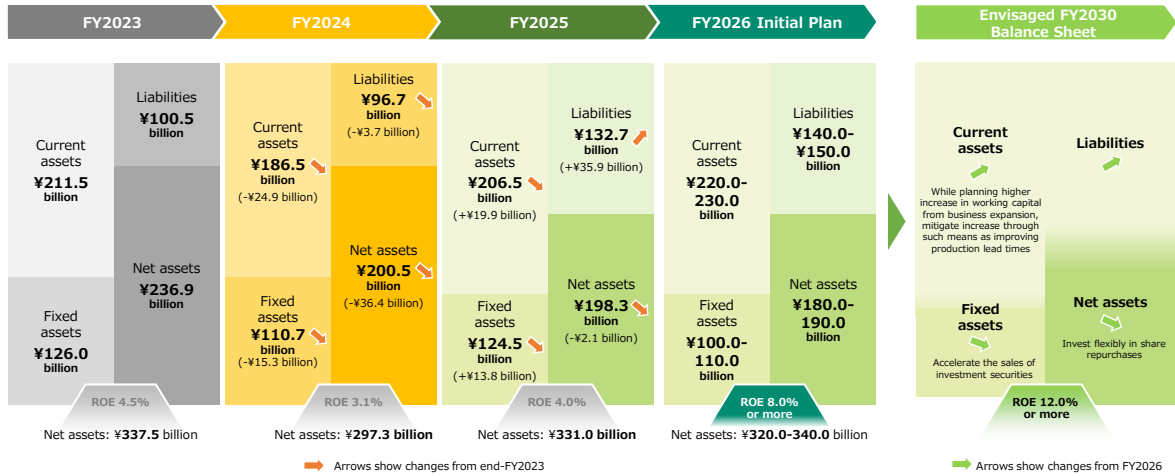 FY2023
FY2024
FY2025
FY2026 Initial Plan
Envisaged FY2030
Balance Sheet
Current
assets
¥211.5
billion
Fixed
assets
¥126.0
billion
Liabilities
¥100.5
billion
Net assets
¥236.9
billion
ROE 4.5%
Net assets: ¥337.5 billion
Current
assets
¥186.5
billion
(-¥24.9 billion)
Fixed
assets
¥110.7
billion
(-¥15.3 billion)
Liabilities
¥96.7
billion
(-¥3.7 billion)
Net assets
¥200.5
billion
(-¥36.4 billion)
ROE 3.1%
Net assets: ¥297.3 billion
Current
assets
¥206.5
billion
(+¥19.9 billion)
Fixed
assets
¥124.5
billion
(+¥13.8 billion)
Liabilities
¥132.7
billion
(+¥35.9 billion)
Net assets
¥198.3
billion
(-¥2.1 billion)
ROE 4.0%
Net assets: ¥331.0 billion
Current
assets
¥220.0-
230.0
billion
Fixed
assets
¥100.0-
110.0
billion
Liabilities
¥140.0-
¥150.0
billion
Net assets
¥180.0-
190.0
billion
ROE 8.0%
or more
Net assets: ¥320.0-340.0 billion
Current
assets
While planning higher
increase in working capital
from business expansion,
mitigate increase through
such means as improving
production lead times
Fixed
assets
Accelerate the sales of
investment securities
Liabilities
Net assets
Invest flexibly in share
repurchases
ROE 12.0%
or more
Arrows show changes from end-FY2023
Arrows show changes from FY2026